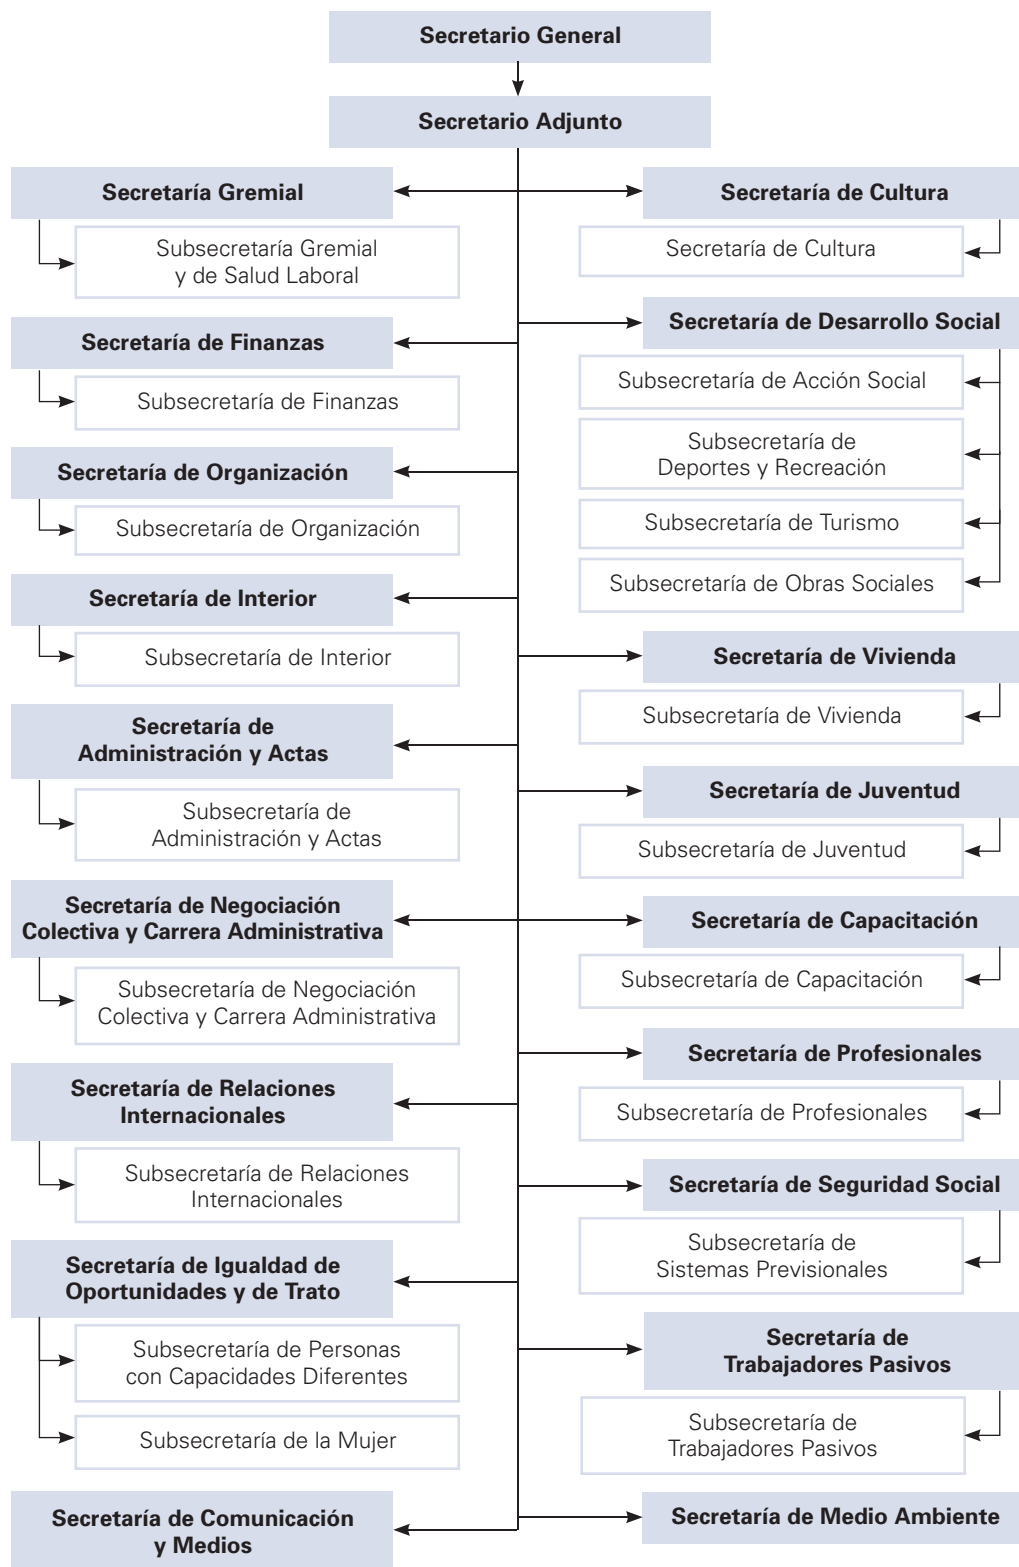 Secretario General
Secretario Adjunto
Secretaría Gremial
Subsecretaría Gremial
y de Salud Laboral
Secretaría de Finanzas
Subsecretaría de Finanzas
Secretaría de Organización
Subsecretaría de Organización
Secretaría de Interior
Subsecretaría de Interior
Secretaría de
Administración y Actas
Subsecretaría de
Administración y Actas
Secretaría de Negociación
Colectiva y Carrera Administrativa
Subsecretaría de Negociación
Colectiva y Carrera Administrativa
Secretaría de Relaciones
Internacionales
Subsecretaría de Relaciones
Internacionales
Secretaría de Igualdad de
Oportunidades y de Trato
Subsecretaría de Personas
con Capacidades Diferentes
Subsecretaría de la Mujer
Secretaría de Comunicación
y Medios
Secretaría de Cultura
Secretaría de Cultura
Secretaría de Desarrollo Social
Subsecretaría de Acción Social
Subsecretaría de
Deportes y Recreación
Subsecretaría de Turismo
Subsecretaría de Obras Sociales
Secretaría de Vivienda
Subsecretaría de Vivienda
Secretaría de Juventud
Subsecretaría de Juventud
Secretaría de Capacitación
Subsecretaría de Capacitación
Secretaría de Profesionales
Subsecretaría de Profesionales
Secretaría de Seguridad Social
Subsecretaría de
Sistemas Previsionales
Secretaría de
Trabajadores Pasivos
Subsecretaría de
Trabajadores Pasivos
Secretaría de Medio Ambiente